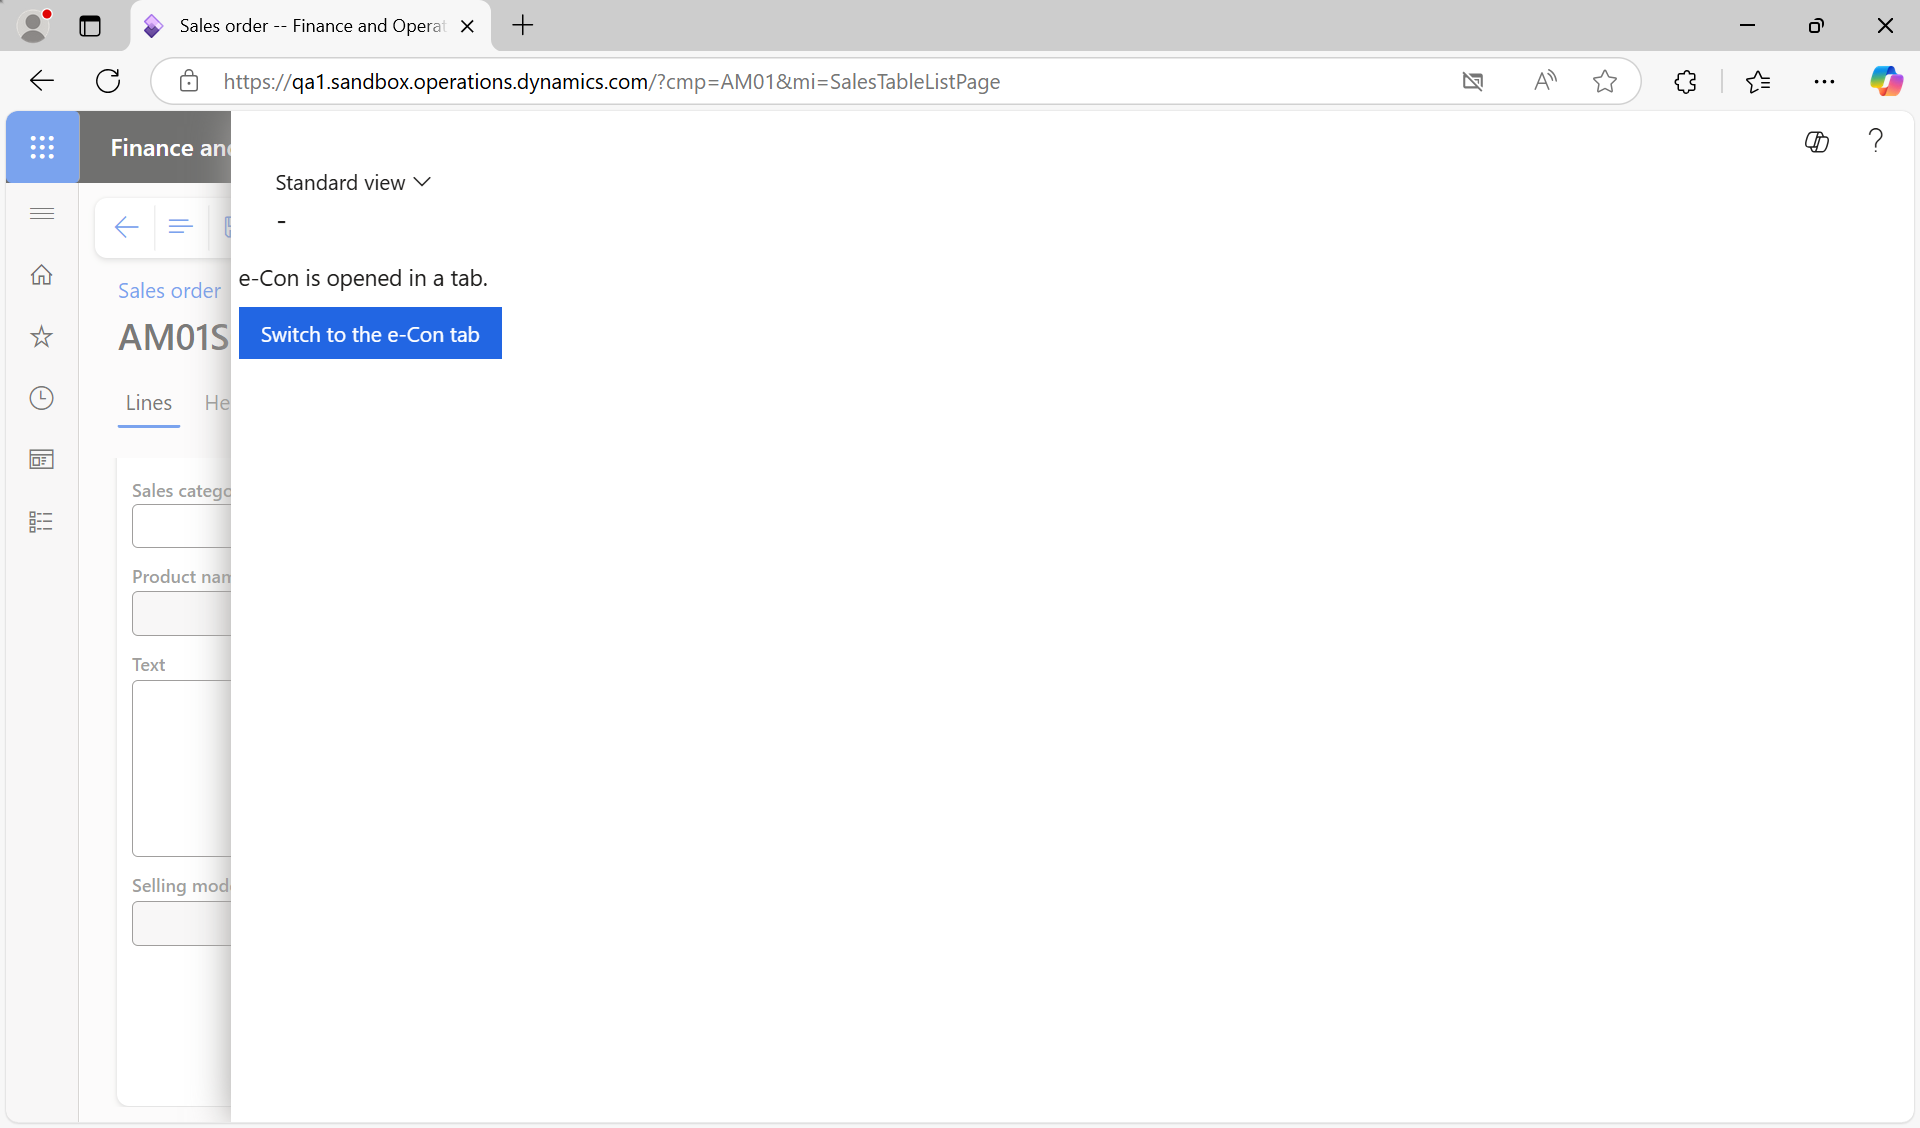 Sales order -- Finance and Operat
https://qa1.sandbox.operations.dynamics.com/?cmp=AM01&mi=SalesTableListPage
Finance and
Standard view
-
Sales order
AM01S
e-Con is opened in a tab.
Switch to the e-Con tab
Lines
He
Sales catego
Product nam
Text
Selling mod